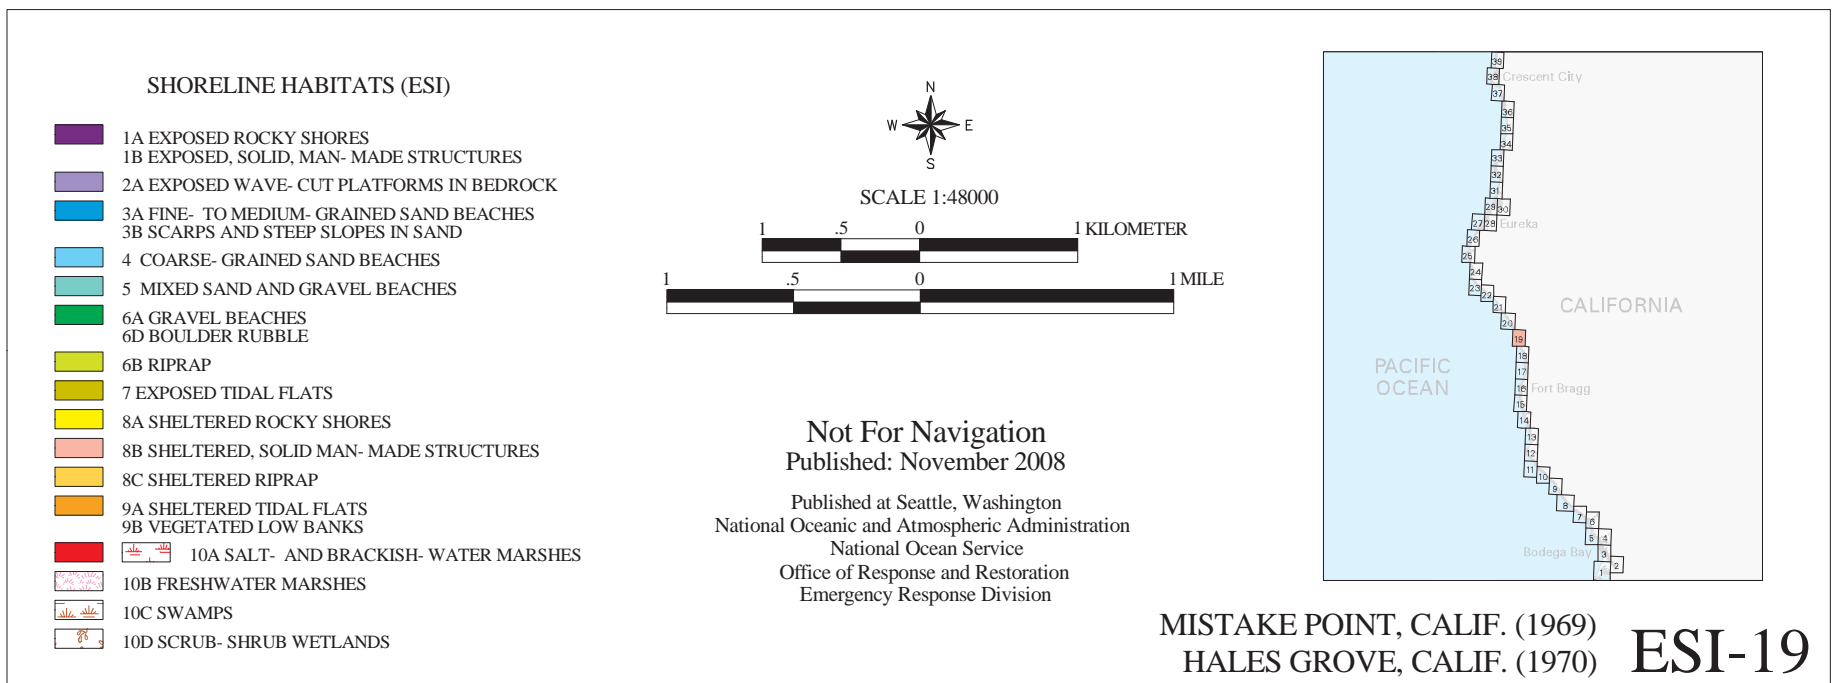 SHORELINE HABITATS (ESI)
1A EXPOSED ROCKY SHORES
1B EXPOSED, SOLID, MAN- MADE STRUCTURES
2A EXPOSED WAVE- CUT PLATFORMS IN BEDROCK
3A FINE- TO MEDIUM- GRAINED SAND BEACHES
3B SCARPS AND STEEP SLOPES IN SAND
4 COARSE- GRAINED SAND BEACHES
5 MIXED SAND AND GRAVEL BEACHES
6A GRAVEL BEACHES
6D BOULDER RUBBLE
6B RIPRAP
7 EXPOSED TIDAL FLATS
8A SHELTERED ROCKY SHORES
8B SHELTERED, SOLID MAN- MADE STRUCTURES
8C SHELTERED RIPRAP
9A SHELTERED TIDAL FLATS
9B VEGETATED LOW BANKS
10A SALT- AND BRACKISH- WATER MARSHES
10B FRESHWATER MARSHES
10C SWAMPS
10D SCRUB- SHRUB WETLANDS
N
W E
S
SCALE 1:48000
1 .5 0 1 KILOMETER
1 .5 0 1 MILE
Not For Navigation
Published: November 2008
Published at Seattle, Washington
National Oceanic and Atmospheric Administration
National Ocean Service
Office of Response and Restoration
Emergency Response Division
39
38 Crescent City
37
36
35
34
33
32
31
29 30
27 28 Eureka
26
25
24
23
22
21
CALIFORNIA
20
19
18
PACIFIC
OCEAN
17
16 Fort Bragg
15
14
13
12
11
10
9
8
7 6
5 4
Bodega Bay 3
2
1
MISTAKE POINT, CALIF. (1969)
HALES GROVE, CALIF. (1970)
ESI-19